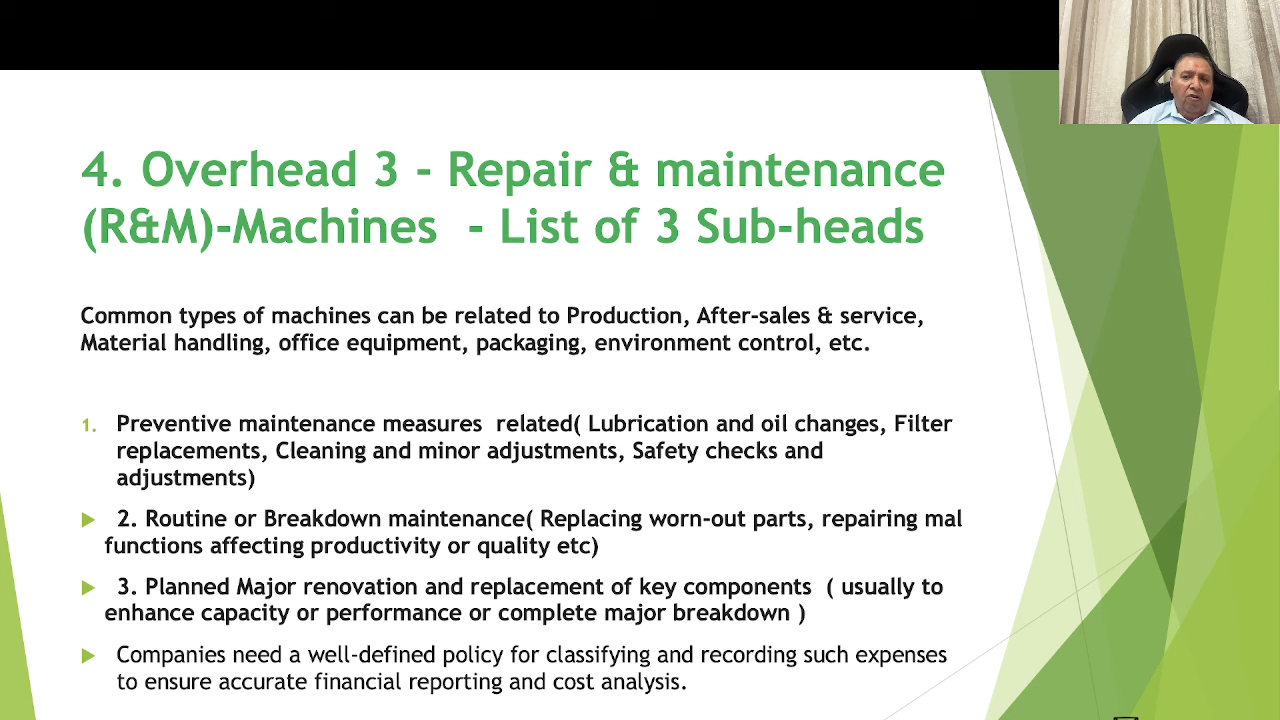 4. Overhead 3 - Repair & maintenance
(R&M)-Machines  - List of 3 Sub-heads
Common types of machines can be related to Production, After-sales & service,
Material handling, office equipment, packaging, environment control, etc.
1. Preventive maintenance measures  related( Lubrication and oil changes, Filter
replacements, Cleaning and minor adjustments, Safety checks and
adjustments)
2. Routine or Breakdown maintenance( Replacing worn-out parts, repairing mal
functions affecting productivity or quality etc)
3. Planned Major renovation and replacement of key components  ( usually to
enhance capacity or performance or complete major breakdown )
Companies need a well-defined policy for classifying and recording such expenses
to ensure accurate financial reporting and cost analysis.